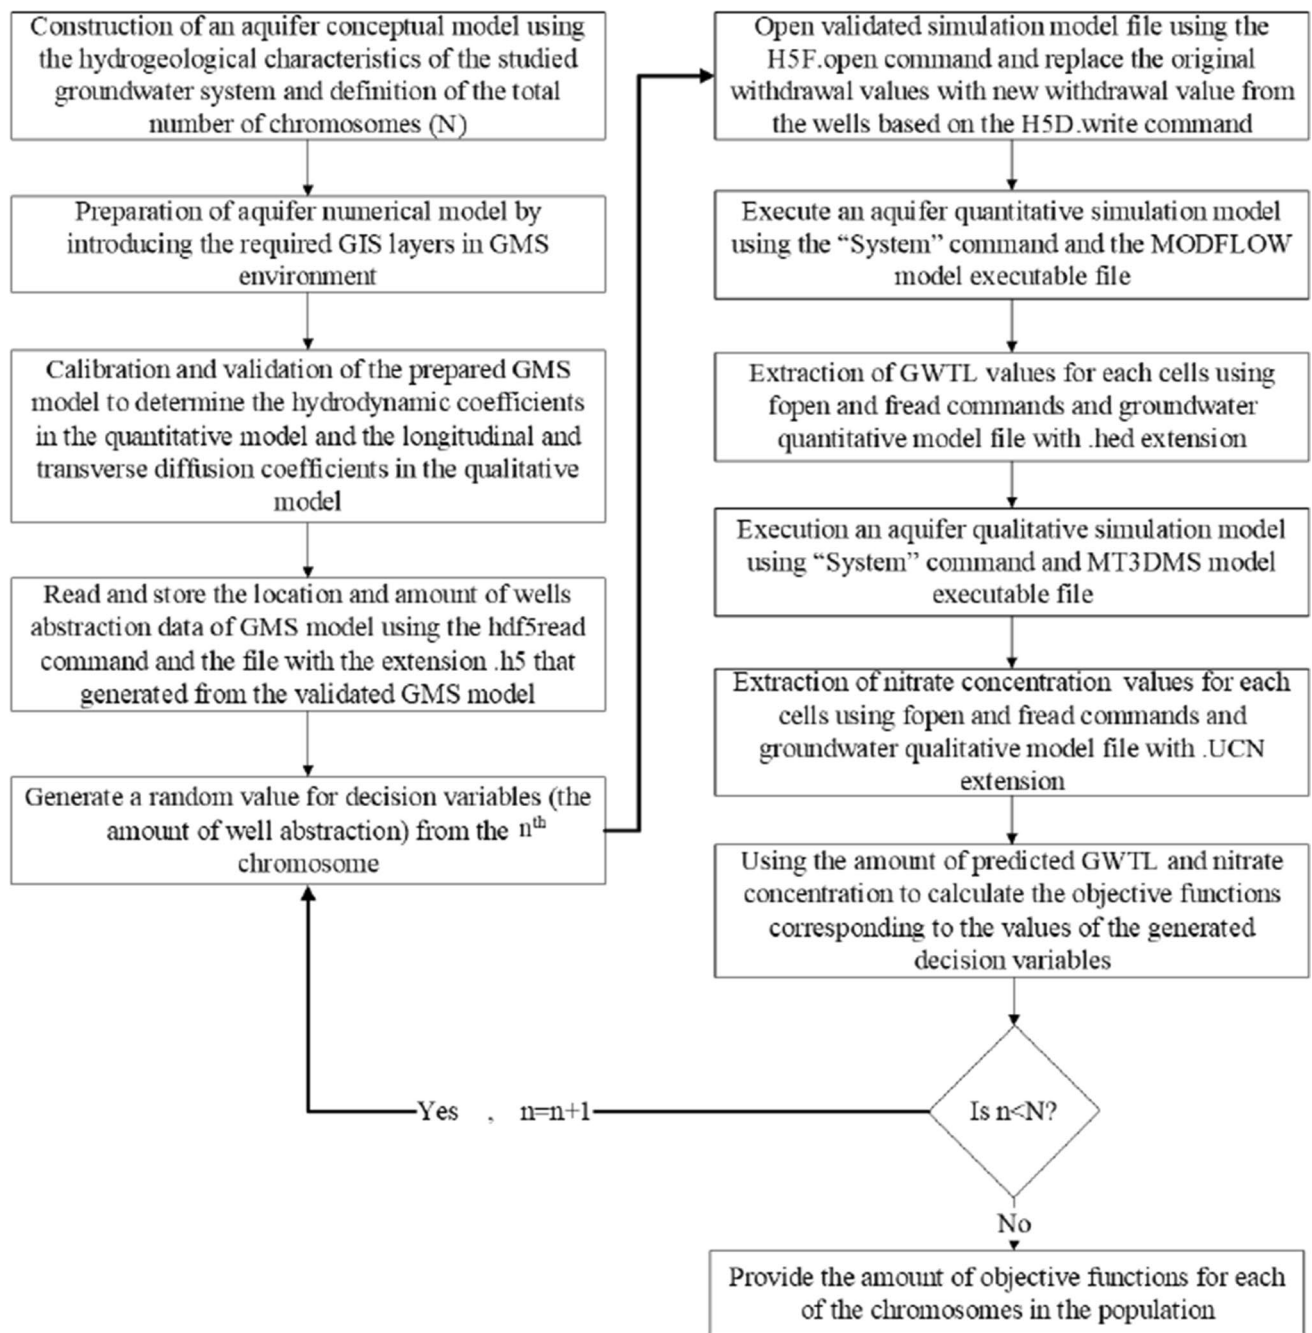 Construction of an aquifer conceptual model using
the hydrogeological characteristics of the studied
groundwater system and definition of the total
number of chromosomes (N)
Preparation of aquifer numerical model by
introducing the required GIS layers in GMS
environment
Calibration and validation of the prepared GMS
model to determine the hydrodynamic coefficients
in the quantitative model and the longitudinal and
transverse diffusion coefficients in the qualitative
model
Read and store the location and amount of wells
abstraction data of GMS model using the hdf5read
command and the file with the extension .h5 that
generated from the validated GMS model
Generate a random value for decision variables (the
amount of well abstraction) from the nth
chromosome
Open validated simulation model file using the
H5F.open command and replace the original
withdrawal values with new withdrawal value from
the wells based on the H5D.write command
Execute an aquifer quantitative simulation model
using the “System” command and the MODFLOW
model executable file
Extraction of GWTL values for each cells using
fopen and fread commands and groundwater
quantitative model file with .hed extension
Execution an aquifer qualitative simulation model
using “System” command and MT3DMS model
executable file
Extraction of nitrate concentration values for each
cells using fopen and fread commands and
groundwater qualitative model file with .UCN
extension
Using the amount of predicted GWTL and nitrate
concentration to calculate the objective functions
corresponding to the values of the generated
decision variables
Is n<N?
Yes , n=n+1
No
Provide the amount of objective functions for each
of the chromosomes in the population